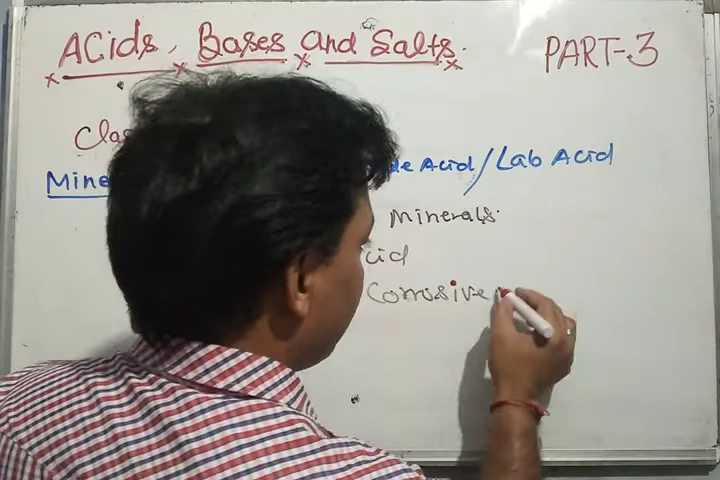 Acids, Bases and Salts.
PART-3
Clas
Mine de Acid/Lab Acid
Minerals.
cid
Corrosive